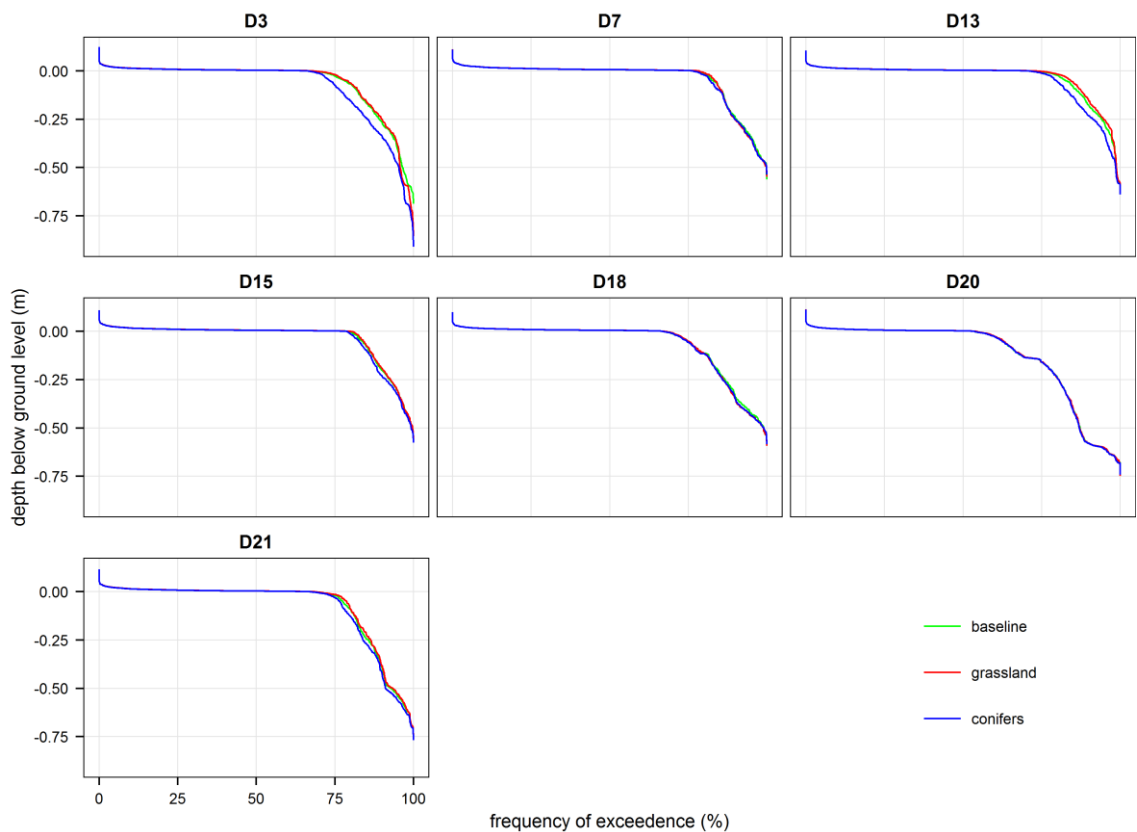 D3
D7
D13
0.00
-0.25
-0.50
-0.75
D15
D18
D20
0.00
-0.25
-0.50
-0.75
D21
0.00
-0.25
-0.50
-0.75
0 25 50 75 100
depth below ground level (m)
frequency of exceedence (%)
baseline
grassland
conifers